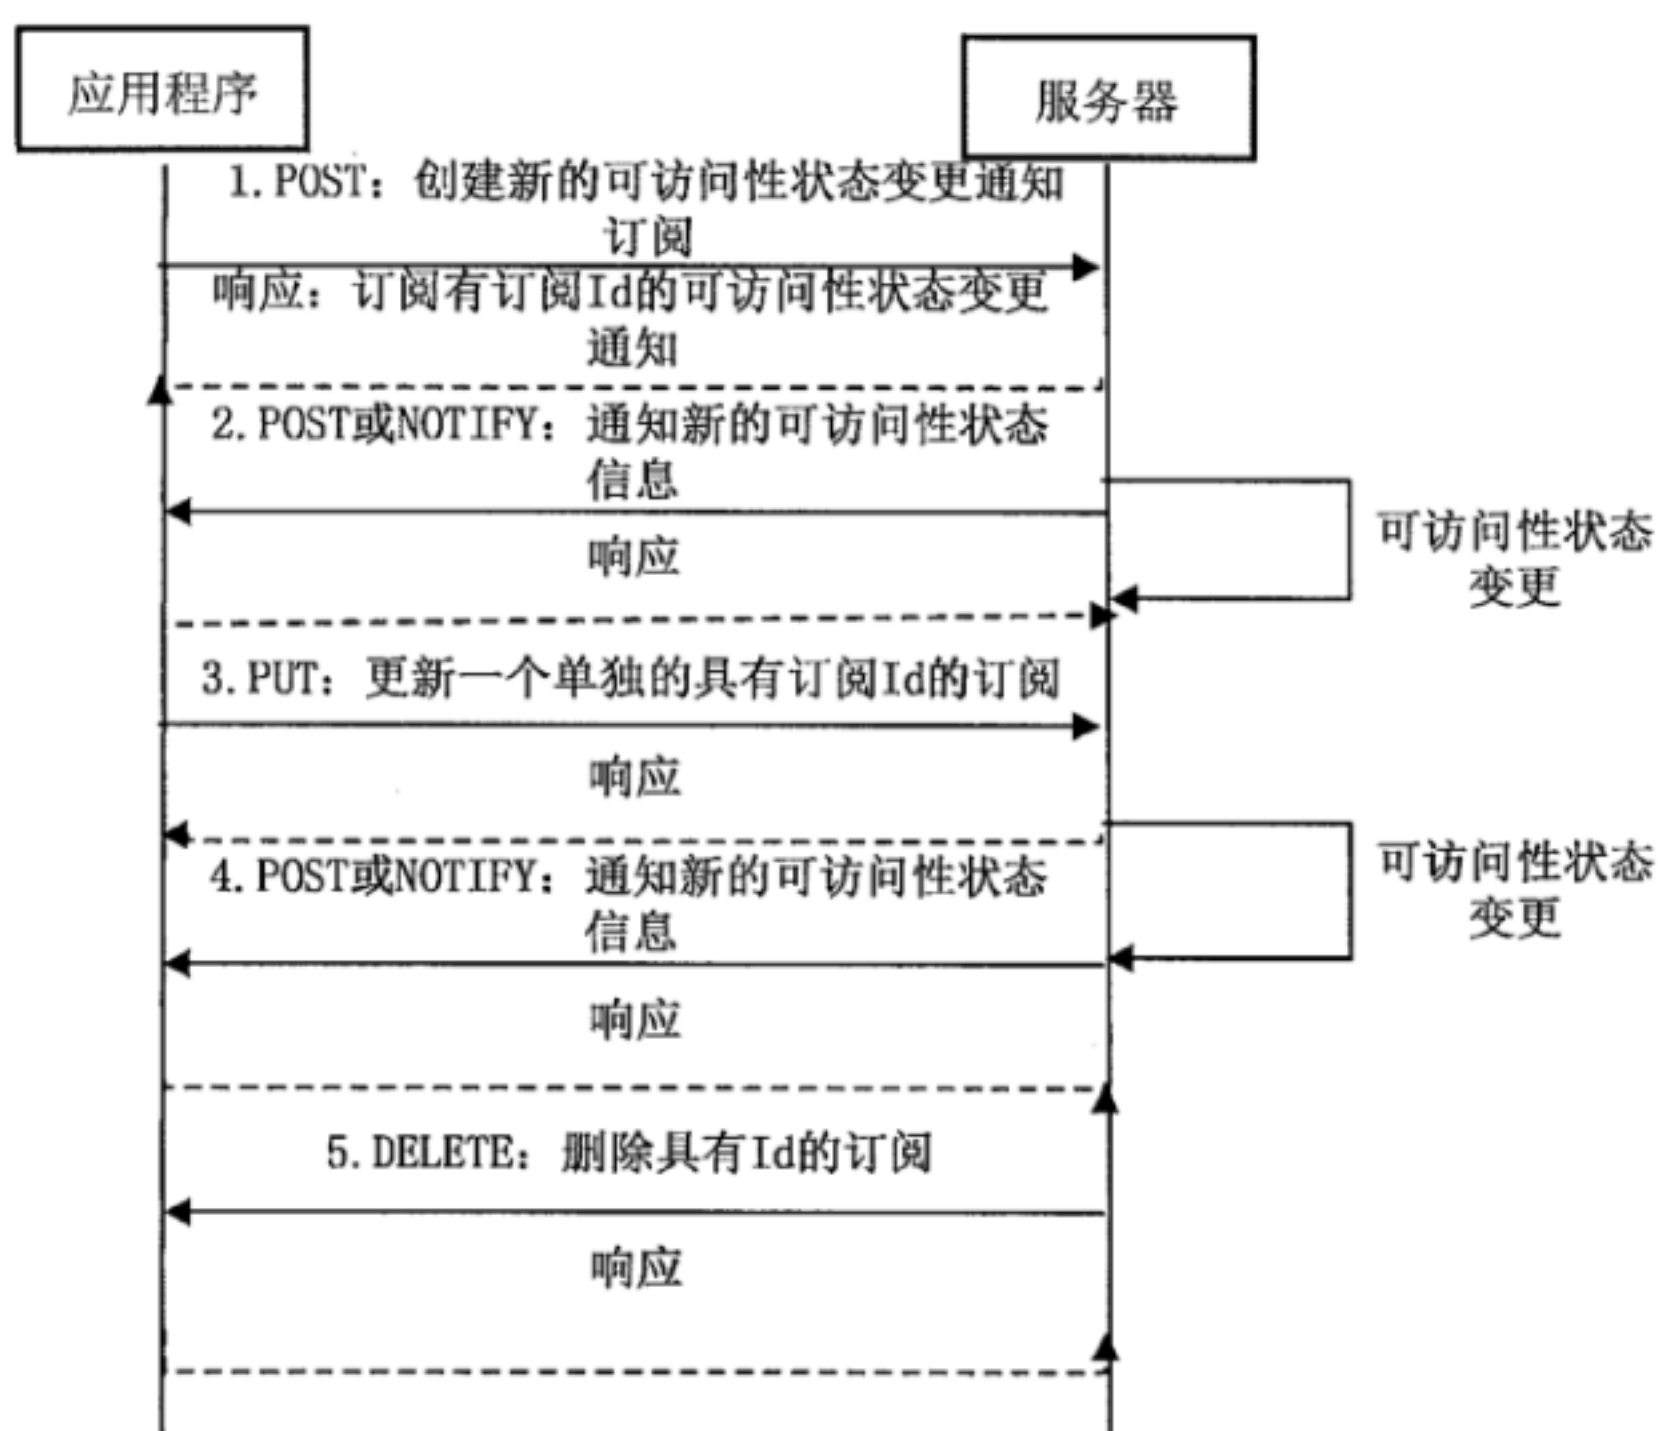 应用程序
服务器
1.POST：创建新的可访问性状态变更通知
订阅
响应：订阅有订阅Id的可访问性状态变更
通知
2.POST或NOTIFY：通知新的可访问性状态
信息
可访问性状态
变更
响应
3.PUT：更新一个单独的具有订阅Id的订阅
响应
可访问性状态
变更
4.POST或NOTIFY：通知新的可访问性状态
信息
响应
5.DELETE：删除具有Id的订阅
响应